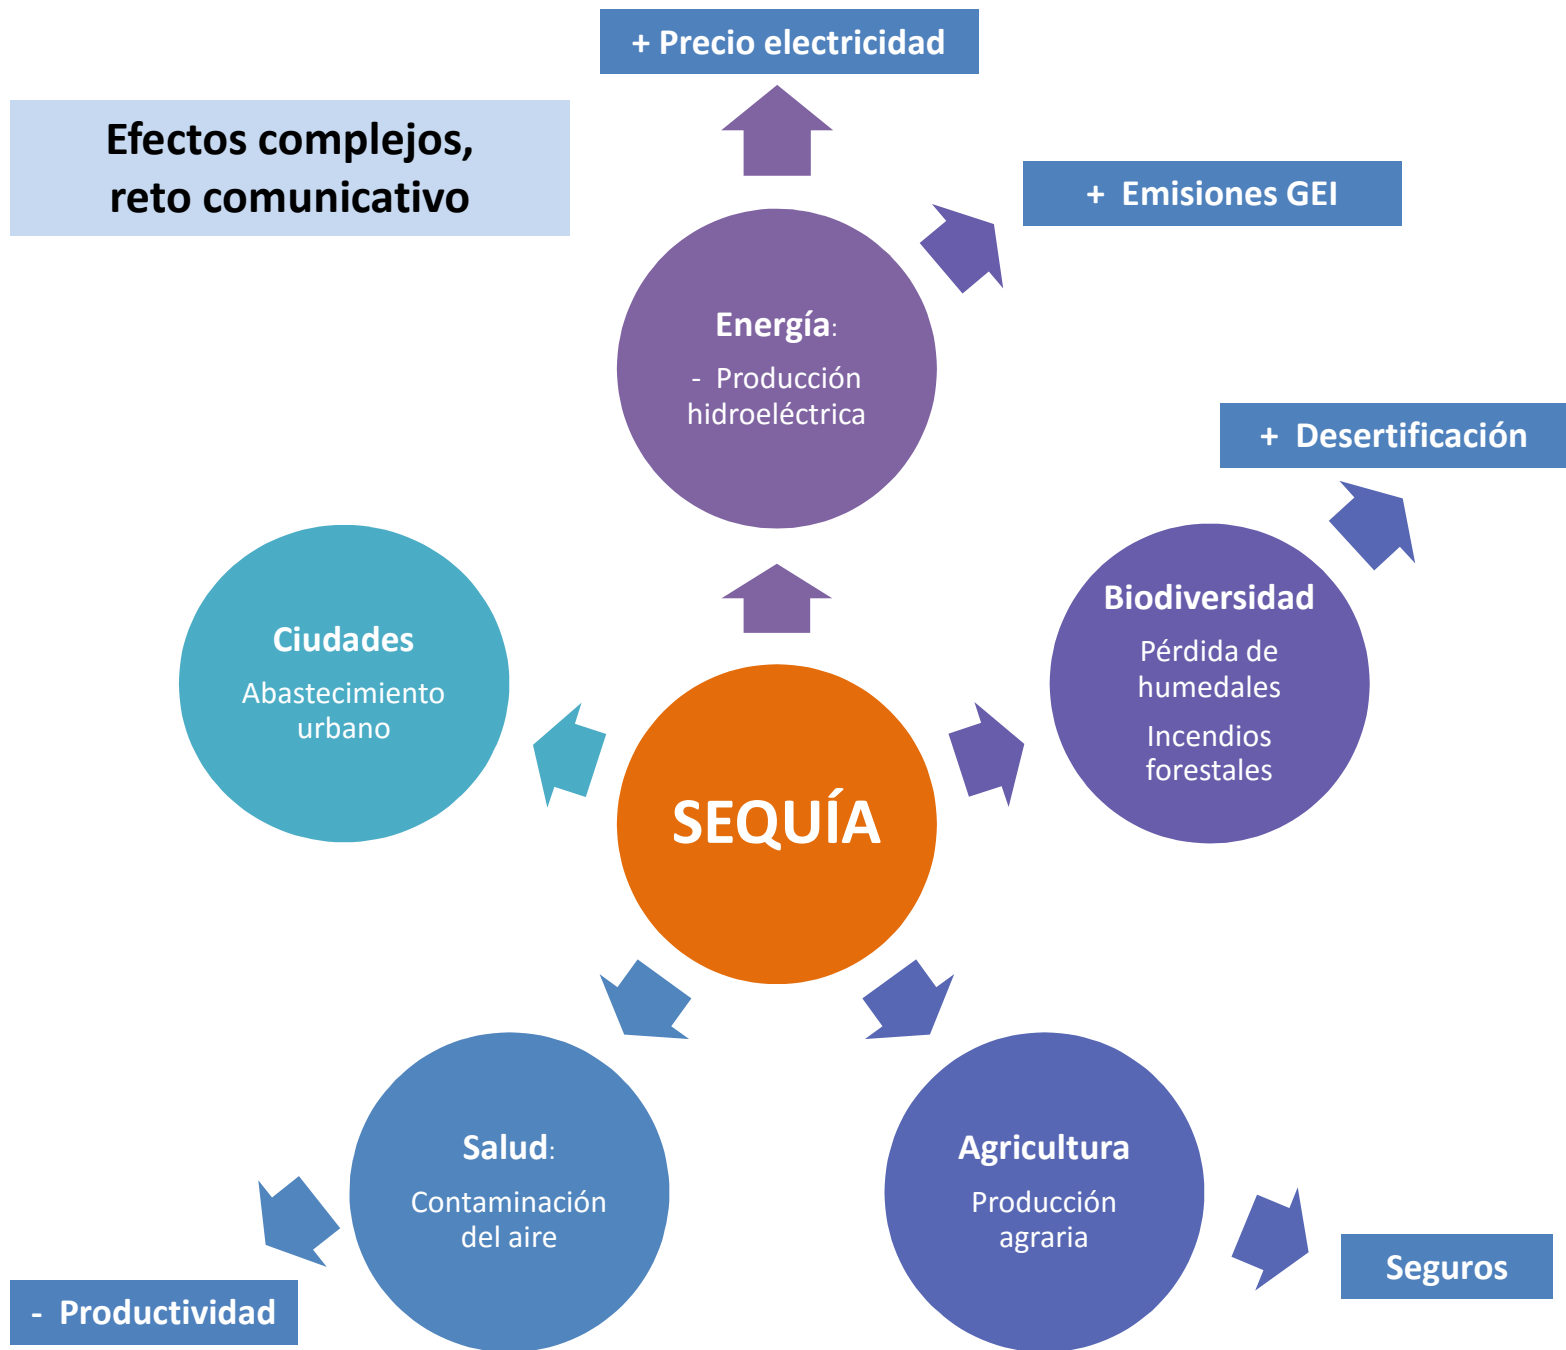 + Precio electricidad
Efectos complejos,
reto comunicativo
+ Emisiones GEI
Energía:
- Producción
hidroeléctrica
+ Desertificación
Biodiversidad
Pérdida de
humedales
Incendios
forestales
Ciudades
Abastecimiento
urbano
SEQUÍA
Salud:
Contaminación
del aire
Agricultura
Producción
agraria
Seguros
- Productividad